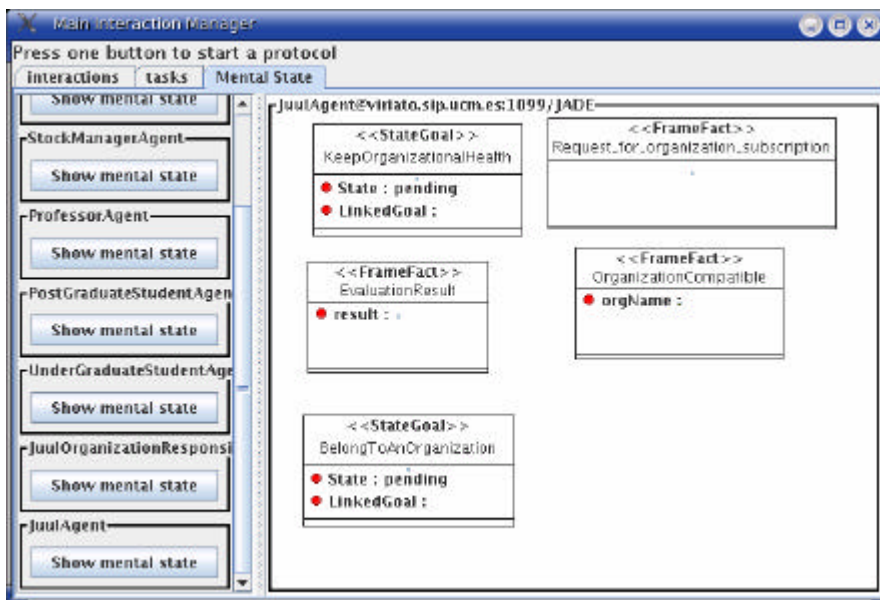 Main Interaction Manager
Press one button to start a protocol
interactions tasks Mental State
Show mental state
StockManagerAgent
Show mental state
ProfessorAgent
Show mental state
PostGraduateStudentAgen
Show mental state
UnderGraduateStudentAge
Show mental state
JuulOrganizationResponsi
Show mental state
JuulAgent
Show mental state
JuulAgent@viriato.sip.ucm.es:1099/JADE
<<StateGoal>>
KeepOrganizationalHealth
State : pending
LinkedGoal :
<<FrameFact>>
Request_for_organization_subscription
<<FrameFact>>
EvaluationResult
result :
<<FrameFact>>
OrganizationCompatible
orgName :
<<StateGoal>>
BelongToAnOrganization
State : pending
LinkedGoal :